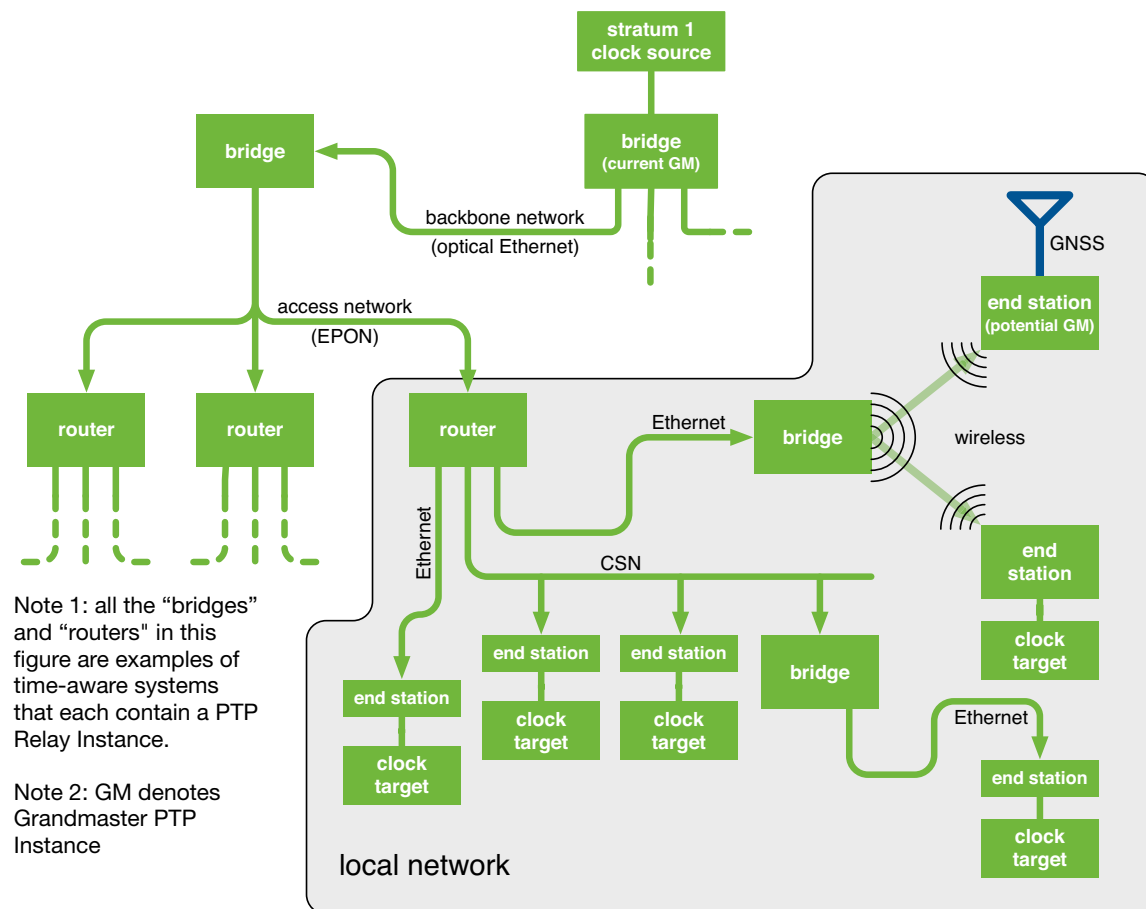 stratum 1
clock source
bridge
(current GM)
bridge
backbone network
(optical Ethernet)
GNSS
end station
(potential GM)
access network
(EPON)
router
router
router
Ethernet
bridge
wireless
Ethernet
CSN
end
station
clock
target
end station
clock
target
end station
clock
target
bridge
end station
clock
target
Ethernet
end station
clock
target
Note 1: all the “bridges”
and “routers" in this
figure are examples of
time-aware systems
that each contain a PTP
Relay Instance.
Note 2: GM denotes
Grandmaster PTP
Instance
local network